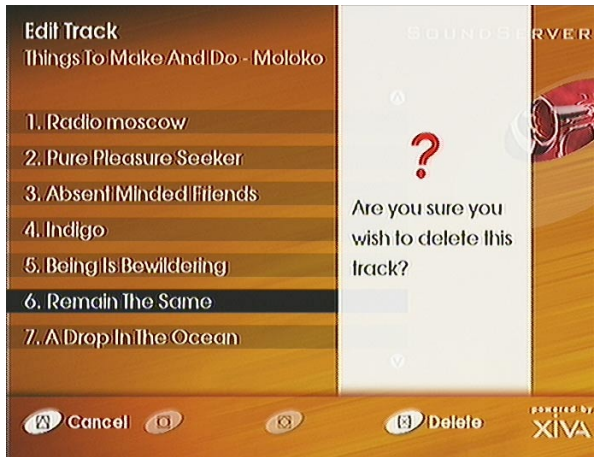 Edit Track
SOUNDSERVER
Things To Make And Do - Moloko
1. Radio moscow
2. Pure Pleasure Seeker
3. Absent Minded Friends
4. Indigo
5. Being Is Bewildering
6. Remain The Same
7. A Drop In The Ocean
?
Are you sure you
wish to delete this
track?
Cancel
Delete
powered by
XiVA